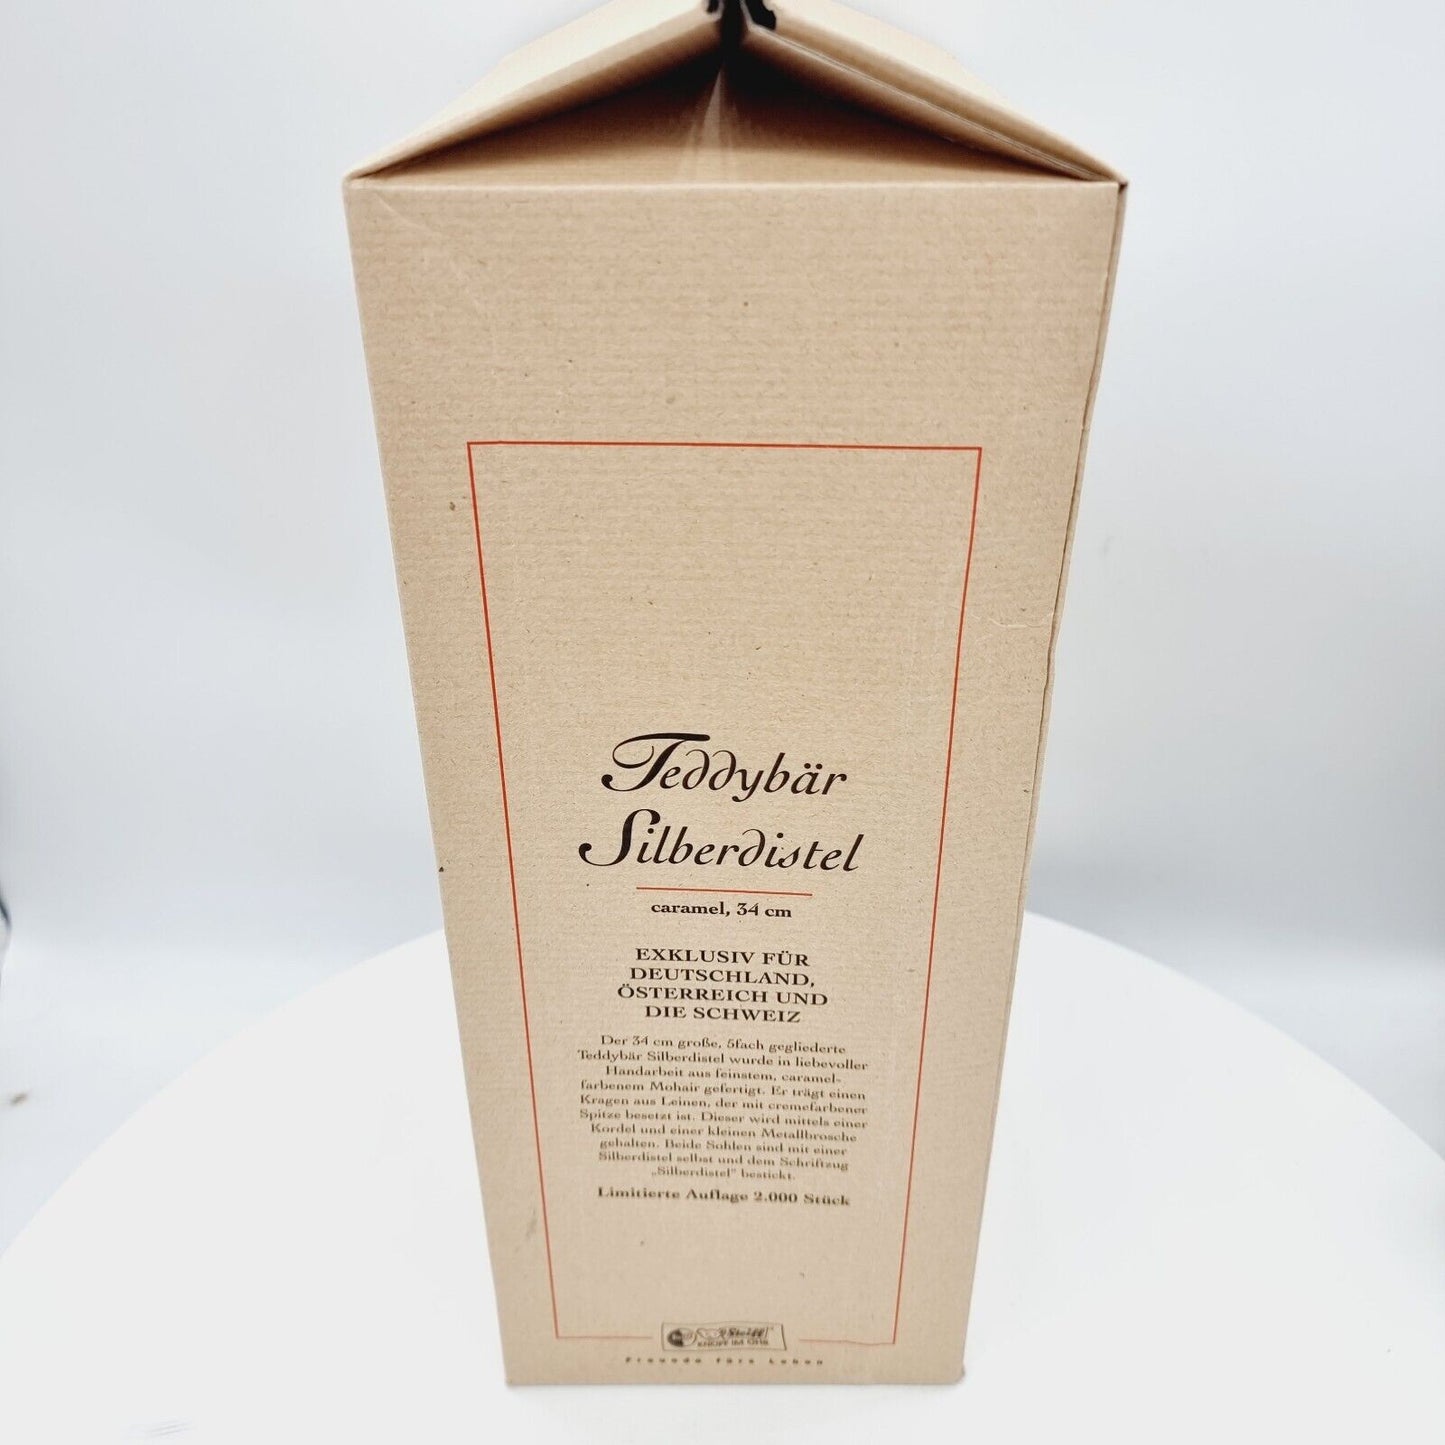 Teddybär
Silberdistel
caramel, 34 cm
EXKLUSIV FÜR
DEUTSCHLAND,
ÖSTERREICH UND
DIE SCHWEIZ
Der 34 cm große, 5fach gegliederte
Teddybär Silberdistel wurde in liebevoller
Handarbeit aus feinstem, caramel-
farbenem Mohair gefertigt. Er trägt einen
Kragen aus Leinen, der mit cremefarbener
Spitze besetzt ist. Dieser wird mittels einer
Kordel und einer kleinen Metallbrosche
gehalten. Beide Sohlen sind mit einer
Silberdistel selbst und dem Schriftzug
„Silberdistel" bestickt.
Limitierte Auflage 2.000 Stück
Steiff
KNOPF IM OHR
Freunde fürs Leben